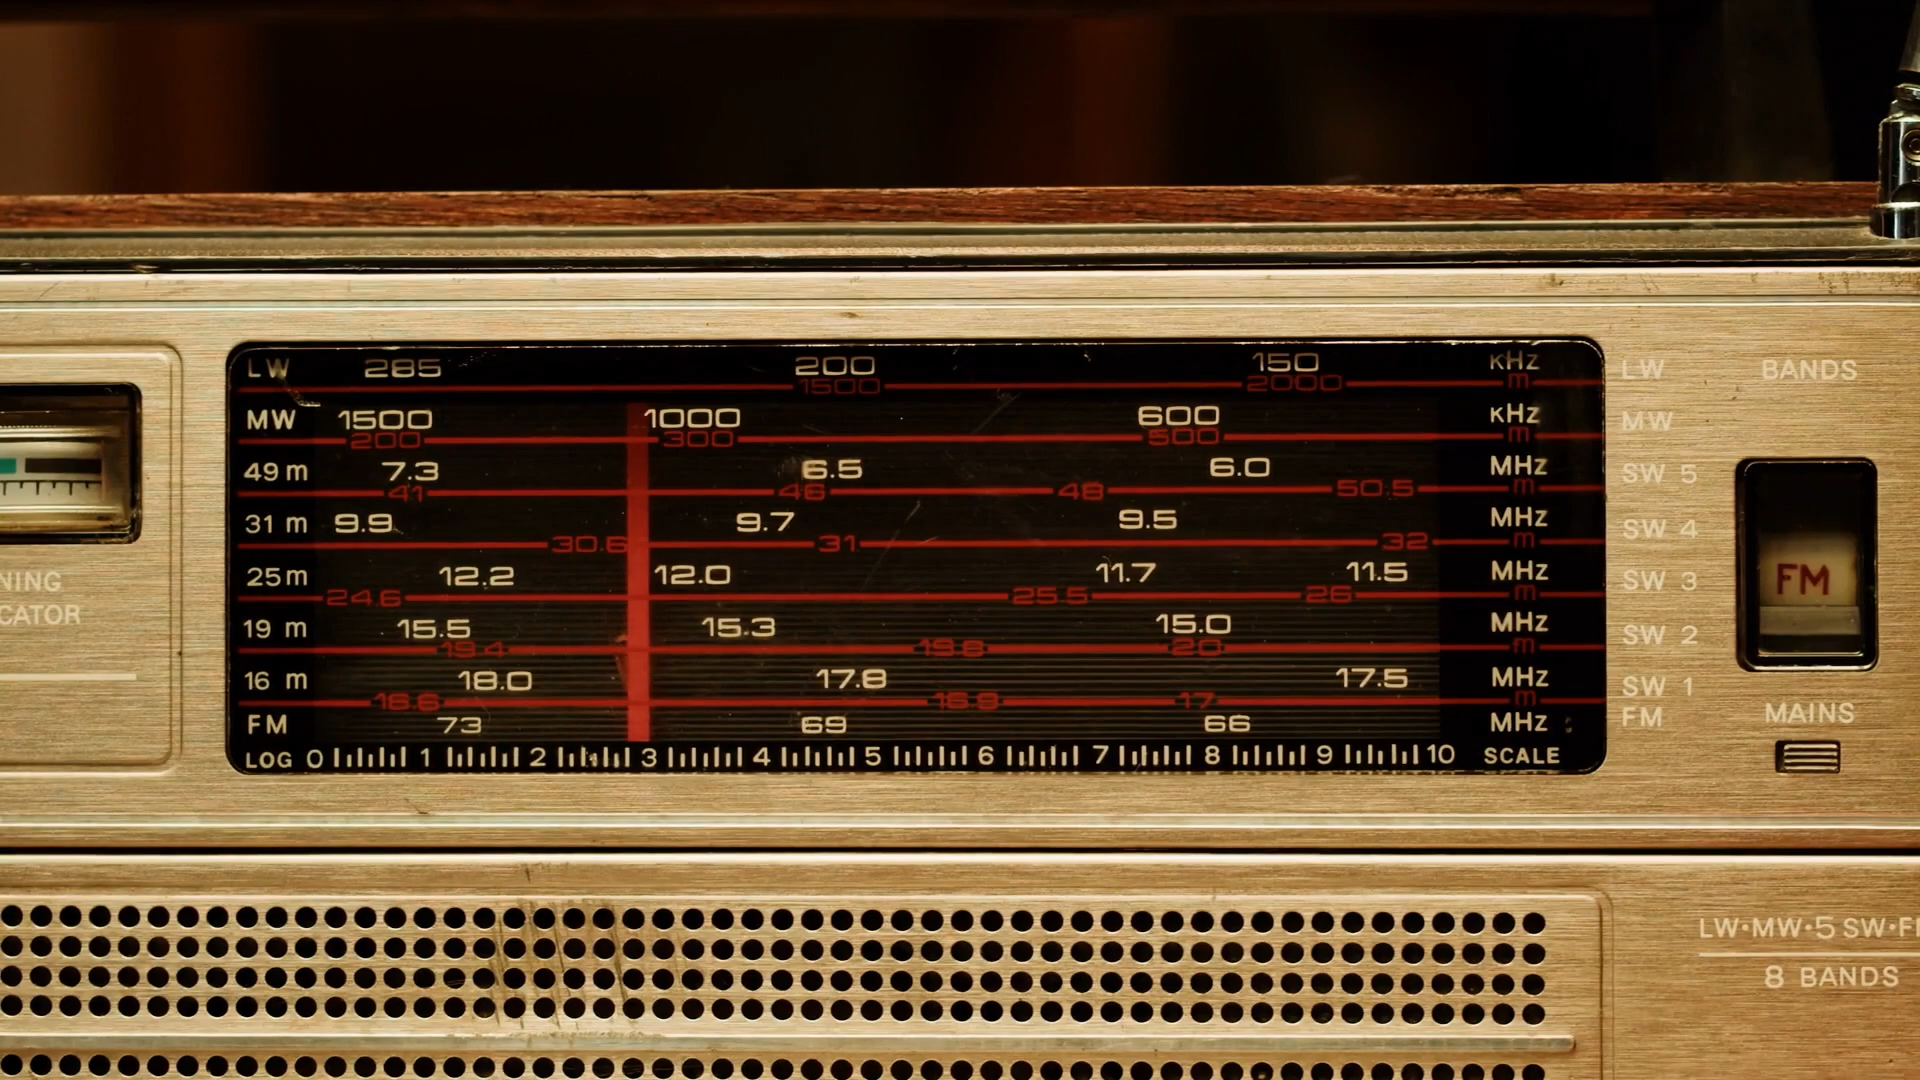 LW 285 200 150 KHz LW BANDS
1500 2000 m
MW 1500 1000 600 KHz MW
200 300 500 m
49 m 7.3 6.5 6.0 MHz SW 5
41 46 48 50.5 m
31 m 9.9 9.7 9.5 MHz SW 4
30.6 31 32 m
25 m 12.2 12.0 11.7 11.5 MHz SW 3
24.6 25.5 26 m
FM
19 m 15.5 15.3 15.0 MHz SW 2
19.4 19.8 20 m
16 m 18.0 17.8 17.5 MHz SW 1
16.6 16.9 17 m
FM 73 69 66 MHz FM MAINS
LOG 0 1 2 3 4 5 6 7 8 9 10 SCALE
NING
CATOR
LW·MW·5 SW·F
8 BANDS